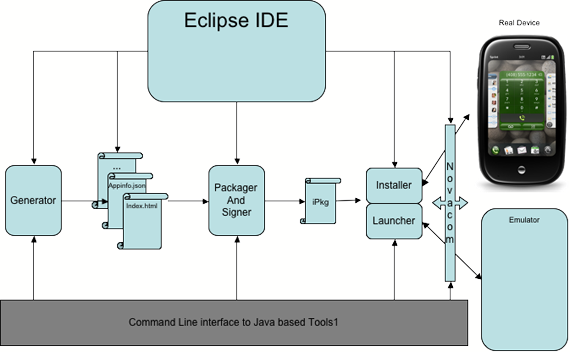 Eclipse IDE
Real Device
...
Appinfo.json
Index.html
Generator
Packager
And
Signer
iPkg
Installer
Launcher
Novacom
Emulator
Command Line interface to Java based Tools1